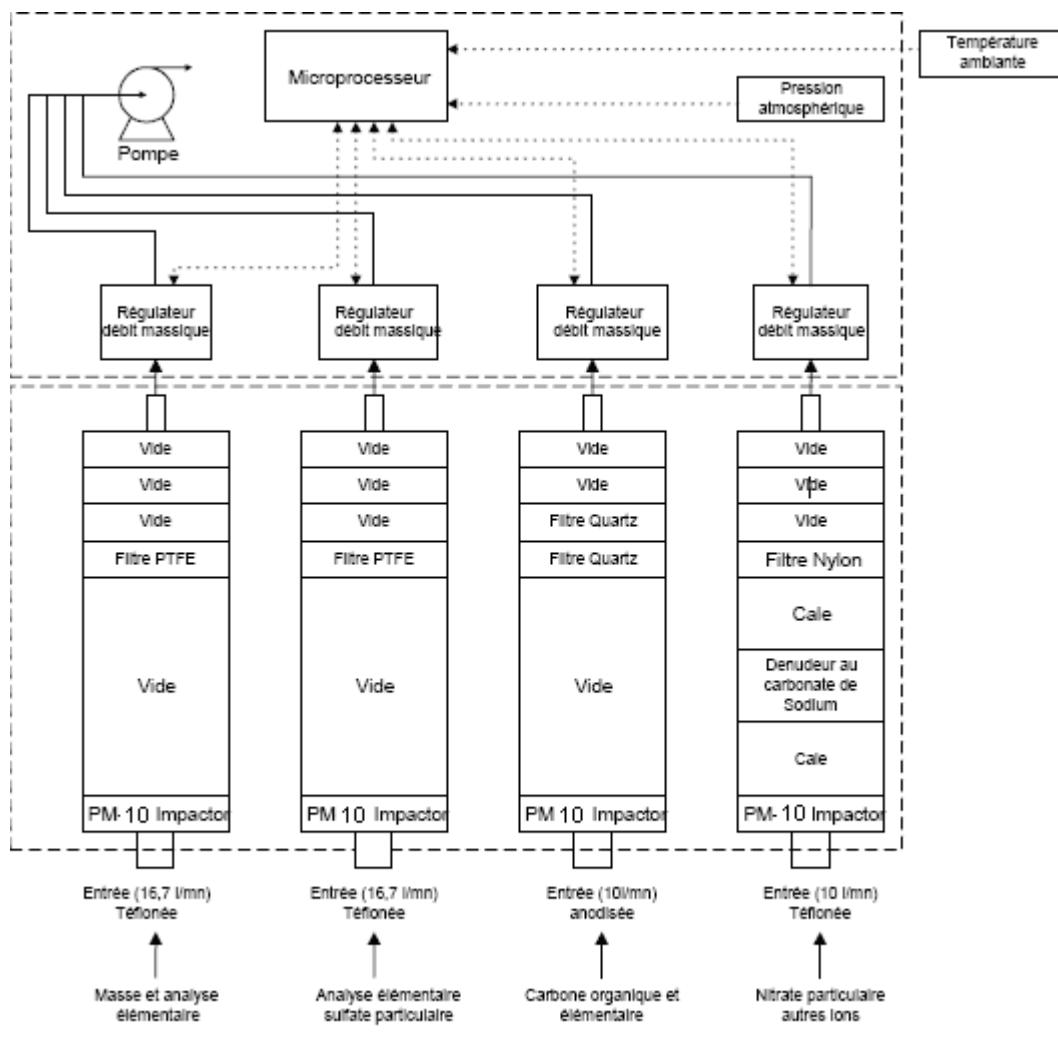 Température
ambiante
Microprocesseur
Pression
atmosphérique
Pompe
Régulateur
débit massique
Régulateur
débit massique
Régulateur
débit massique
Régulateur
débit massique
Vide
Vide
Vide
Vide
Vide
Vide
Vide
Vide
Vide
Vide
Filtre Quartz
Vide
Filtre PTFE
Filtre PTFE
Filtre Quartz
Filtre Nylon
Vide
Vide
Vide
Cale
Denudeur au
carbonate de
Sodium
Cale
PM-10 Impactor
PM 10 Impactor
PM 10 Impactor
PM-10 Impactor
Entrée (16,7 l/mn)
Téflonée
Entrée (16,7 l/mn)
Téflonée
Entrée (10l/mn)
anodisée
Entrée (10 l/mn)
Téflonée
Masse et analyse
élémentaire
Analyse élémentaire
sulfate particulaire
Carbone organique et
élémentaire
Nitrate particulaire
autres ions